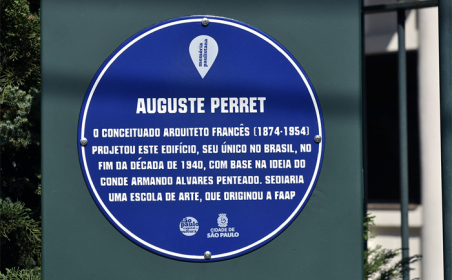 memória
paulistana
AUGUSTE PERRET
O CONCEITUADO ARQUITETO FRANCÊS (1874-1954)
PROJETOU ESTE EDIFÍCIO, SEU ÚNICO NO BRASIL, NO
FIM DA DÉCADA DE 1940, COM BASE NA IDEIA DO
CONDE ARMANDO ALVARES PENTEADO. SEDIARIA
UMA ESCOLA DE ARTE, QUE ORIGINOU A FAAP
CIDADE DE
SÃO PAULO